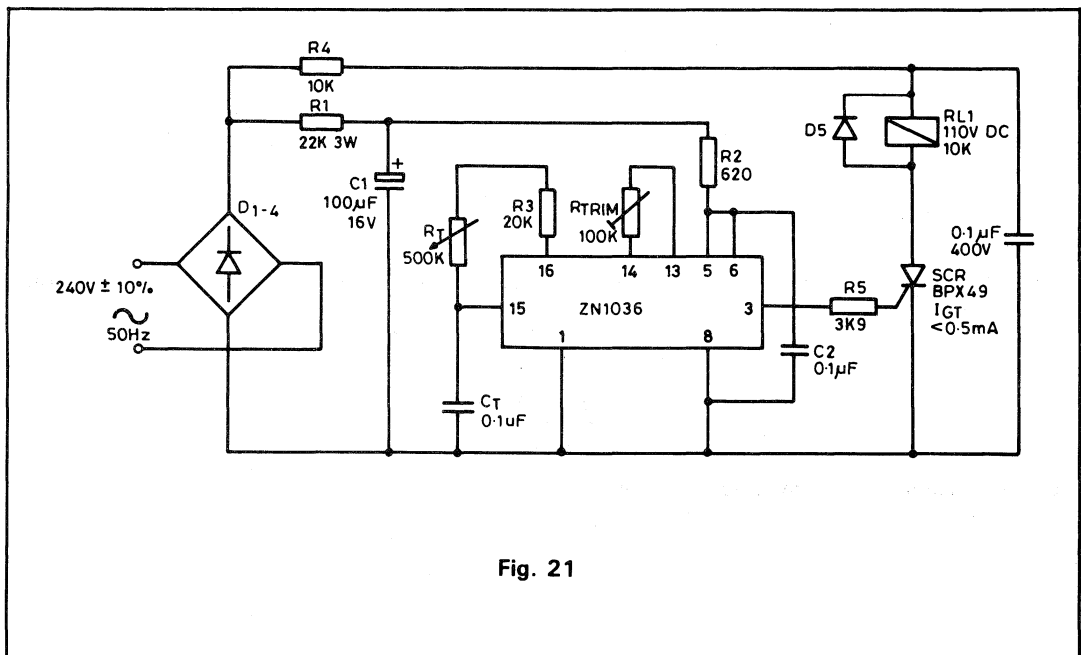 R4
10K
R1
22K 3W
D5
RL1
110V DC
10K
+
C1
100µF
16V
R2
620
D1-4
RT
500K
R3
20K
RTRIM
100K
0·1µF
400V
240V ± 10%
50Hz
16
14
13
5
6
15
ZN1036
3
1
8
R5
3K9
SCR
BPX49
IGT
<0·5mA
C2
0·1µF
CT
0·1uF
Fig. 21